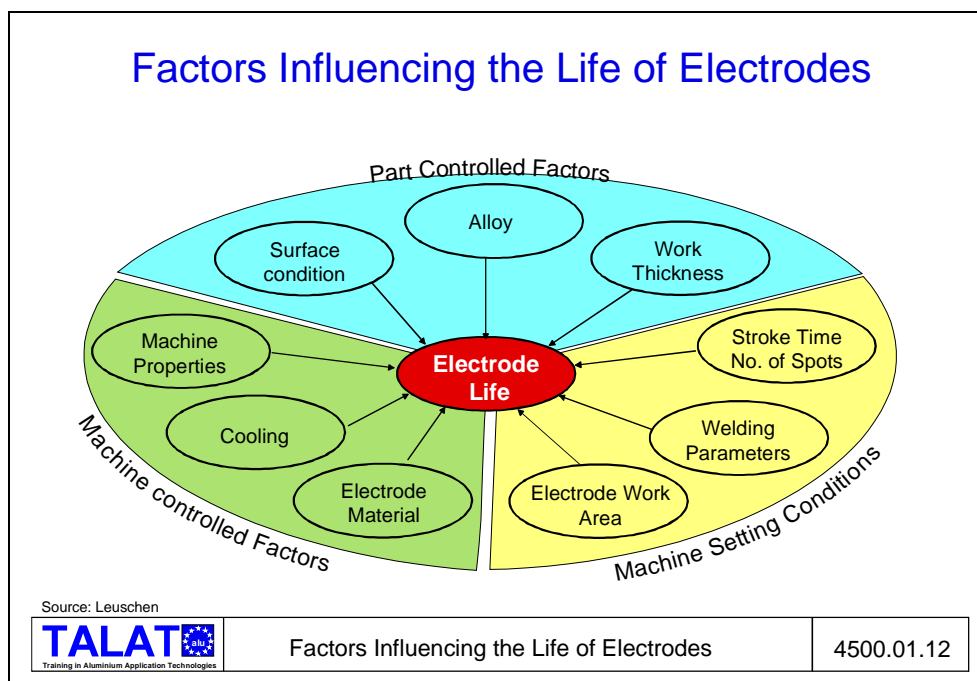 Factors Influencing the Life of Electrodes
Part Controlled Factors
Alloy
Surface
condition
Work
Thickness
Machine
Properties
Stroke Time
No. of Spots
Electrode
Life
Cooling
Welding
Parameters
Electrode
Material
Electrode Work
Area
Machine controlled Factors
Machine Setting Conditions
Source: Leuschen
TALAT
alu
Training in Aluminium Application Technologies
Factors Influencing the Life of Electrodes
4500.01.12